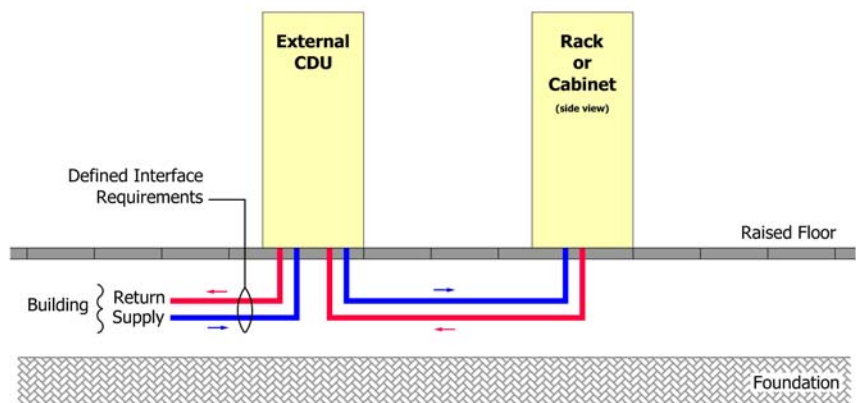 External
CDU
Rack
or
Cabinet
(side view)
Defined Interface
Requirements
Raised Floor
Building
Return
Supply
Foundation